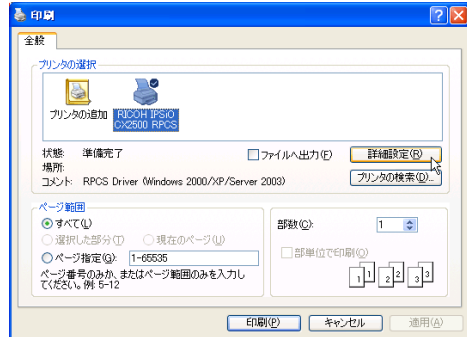 印刷
全般
プリンタの選択
プリンタの追加
RICOH IPSiO
CX2500 RPCS
状態: 準備完了
ファイルへ出力(F)
詳細設定(R)
場所:
コメント: RPCS Driver (Windows 2000/XP/Server 2003)
プリンタの検索(D)...
ページ範囲
すべて(L)
選択した部分(T)
現在のページ(U)
ページ指定(G): 1-65535
ページ番号のみか、またはページ範囲のみを入力し
てください。例: 5-12
部数(C): 1
部単位で印刷(O)
1 1 2 2 3 3
印刷(P)
キャンセル
適用(A)